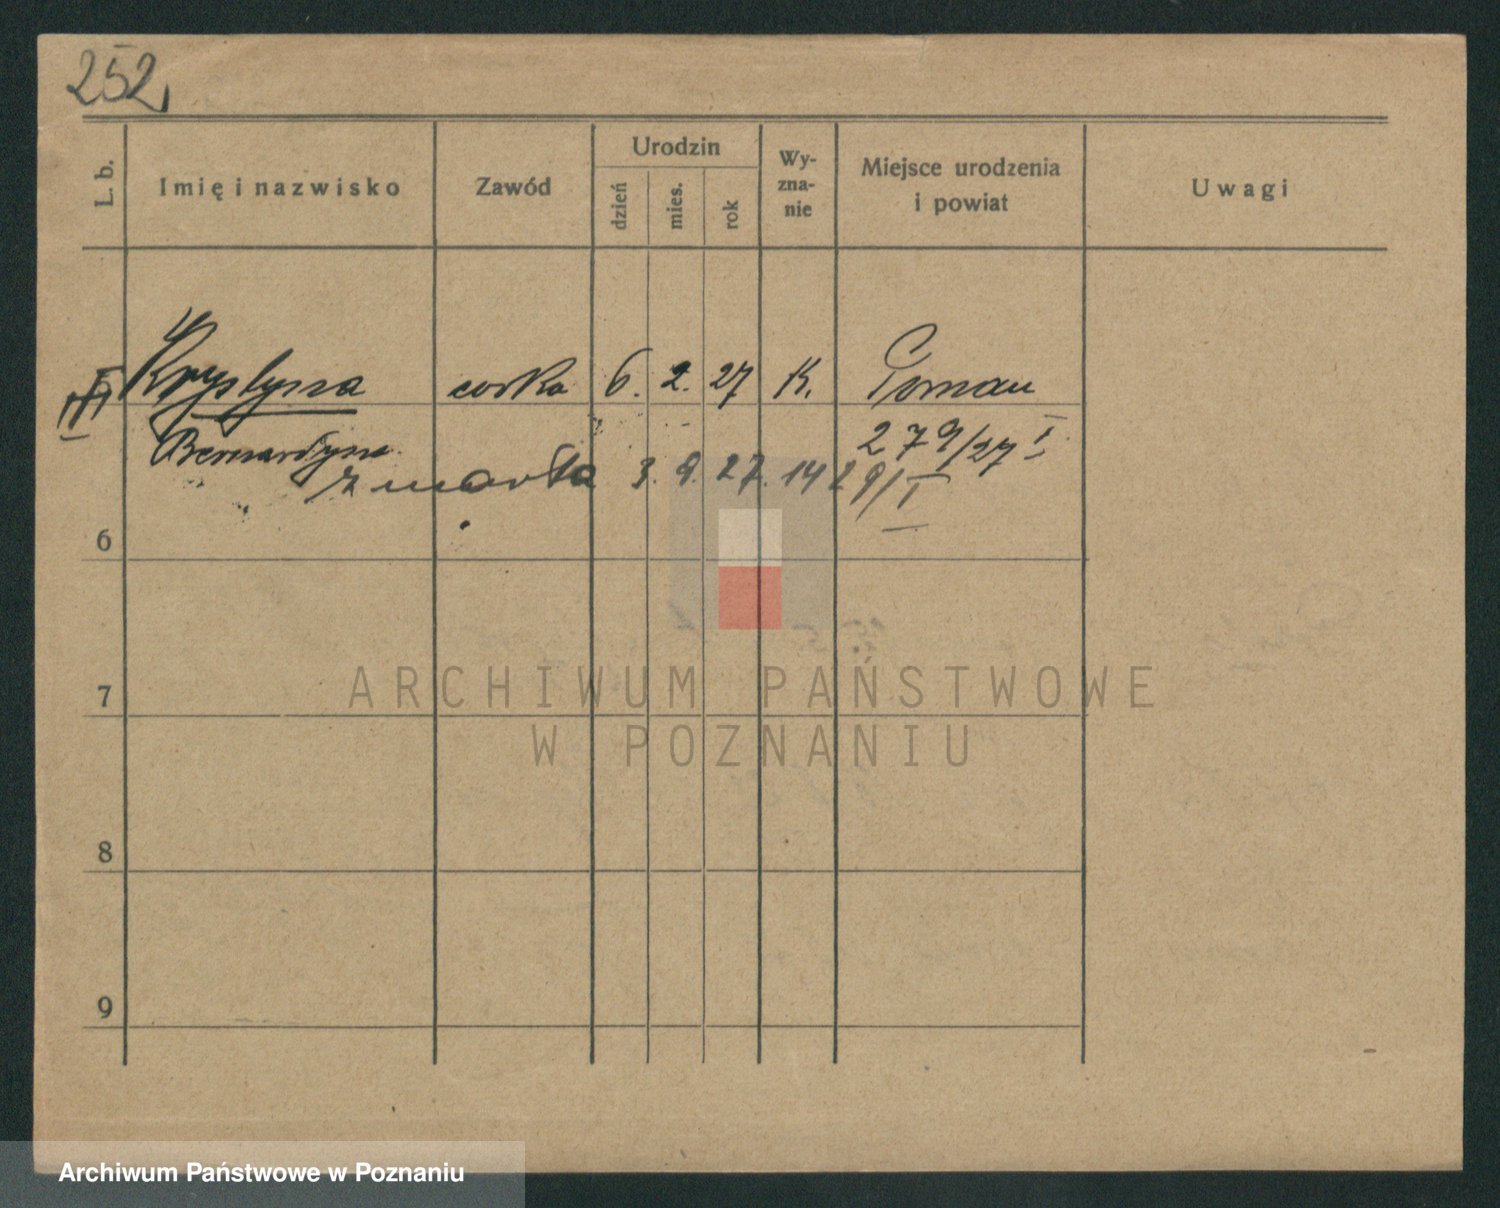 252
L. b.
Imię i nazwisko
Zawód
Urodzin
dzień
mies.
rok
Wy-
zna-
nie
Miejsce urodzenia
i powiat
Uwagi
Krystyna corka 6. 2. 27 K. Poznań
Bernardyna 279/27 I
zmarła 3. 9. 27. 1429/I
6
7
8
9
ARCHIWUM PAŃSTWOWE
W POZNANIU
Archiwum Państwowe w Poznaniu